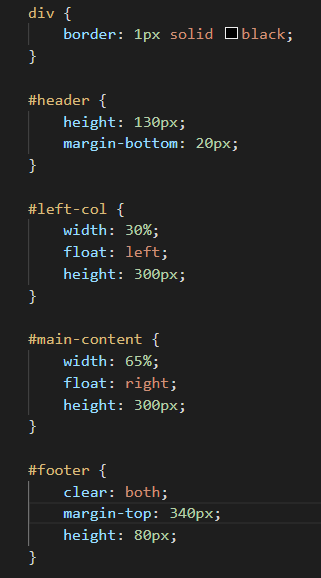 div {
    border: 1px solid black;
}

#header {
    height: 130px;
    margin-bottom: 20px;
}

#left-col {
    width: 30%;
    float: left;
    height: 300px;
}

#main-content {
    width: 65%;
    float: right;
    height: 300px;
}

#footer {
    clear: both;
    margin-top: 340px;
    height: 80px;
}